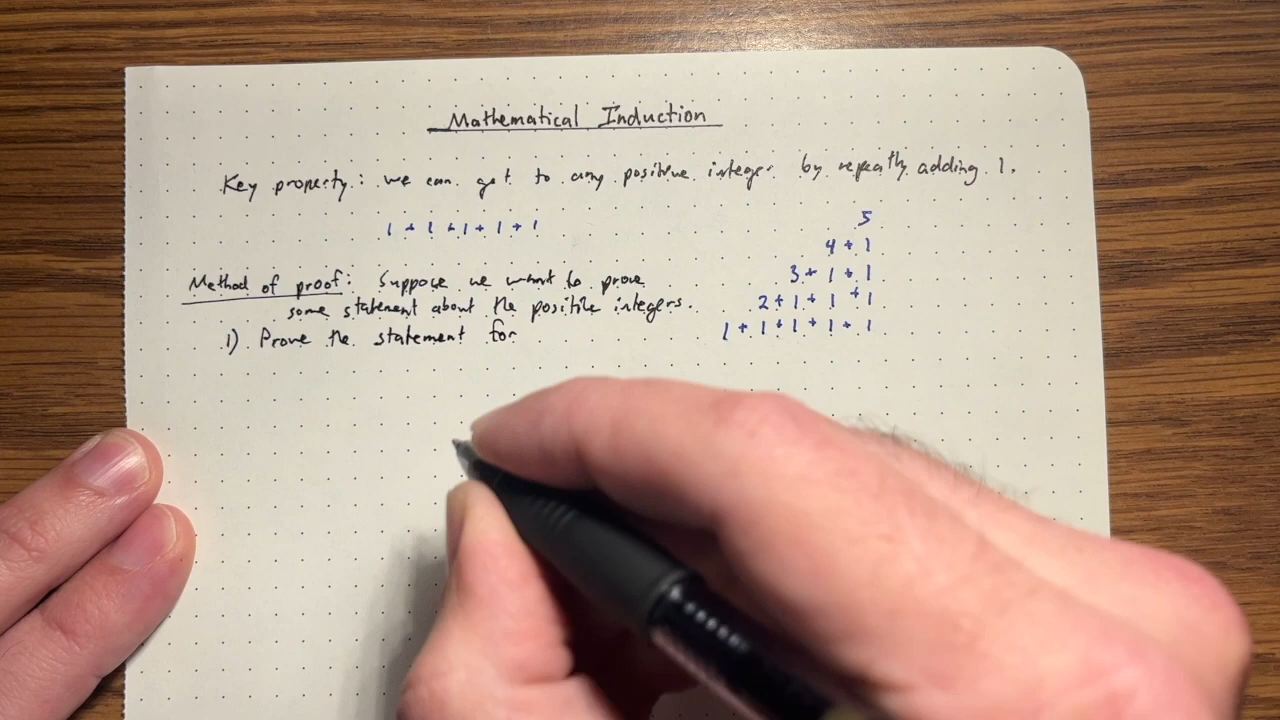 Mathematical Induction
Key property: we can get to any positive integer by repeatly adding 1.
1 + 1 + 1 + 1 + 1
5
4 + 1
3 + 1 + 1
2 + 1 + 1 + 1
1 + 1 + 1 + 1 + 1
Method of proof: Suppose we want to prove
some statement about the positive integers.
1) Prove the statement for